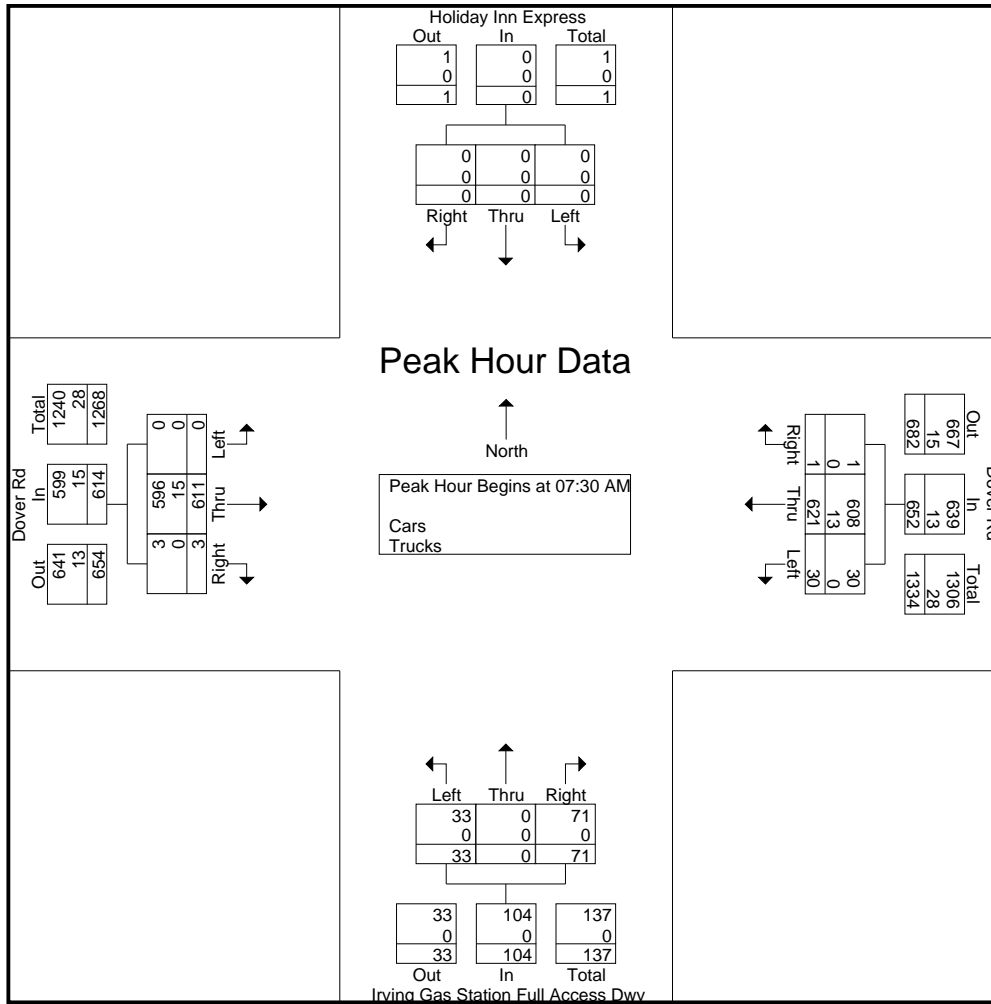 Holiday Inn Express
Out In Total
1 0 1
0 0 0
1 0 1
0 0 0
0 0 0
0 0 0
Right Thru Left
Peak Hour Data
North
Peak Hour Begins at 07:30 AM
Cars
Trucks
Dover Rd
Total In Out
1240 599 641
28 15 13
1268 614 654
0 596 3
0 15 0
0 611 3
Left Thru Right
Dover Rd
Out In Total
667 639 1306
15 13 28
682 652 1334
1 608 30
0 13 0
1 621 30
Right Thru Left
Left Thru Right
33 0 71
0 0 0
33 0 71
33 104 137
0 0 0
33 104 137
Out In Total
Irving Gas Station Full Access Dwy